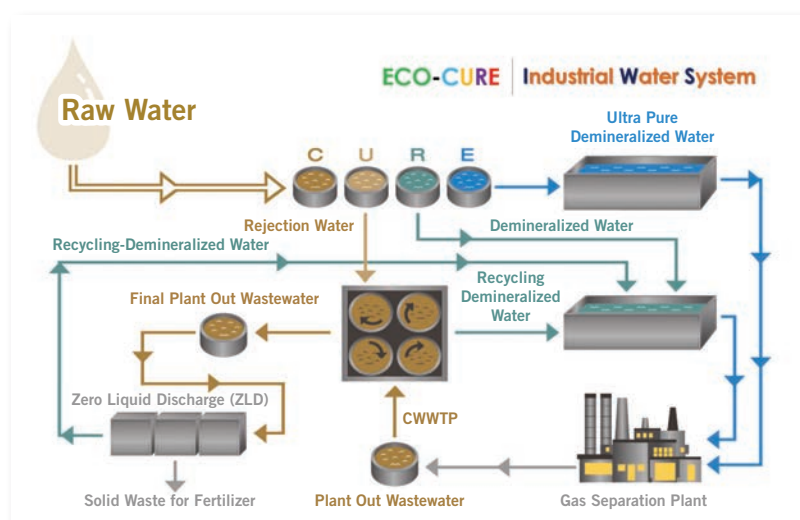 ECO-CURE Industrial Water System
Raw Water
Ultra Pure
Demineralized Water
C U R E
Rejection Water
Demineralized Water
Recycling-Demineralized Water
Recycling
Demineralized
Water
Final Plant Out Wastewater
Zero Liquid Discharge (ZLD)
CWWTP
Solid Waste for Fertilizer
Plant Out Wastewater
Gas Separation Plant